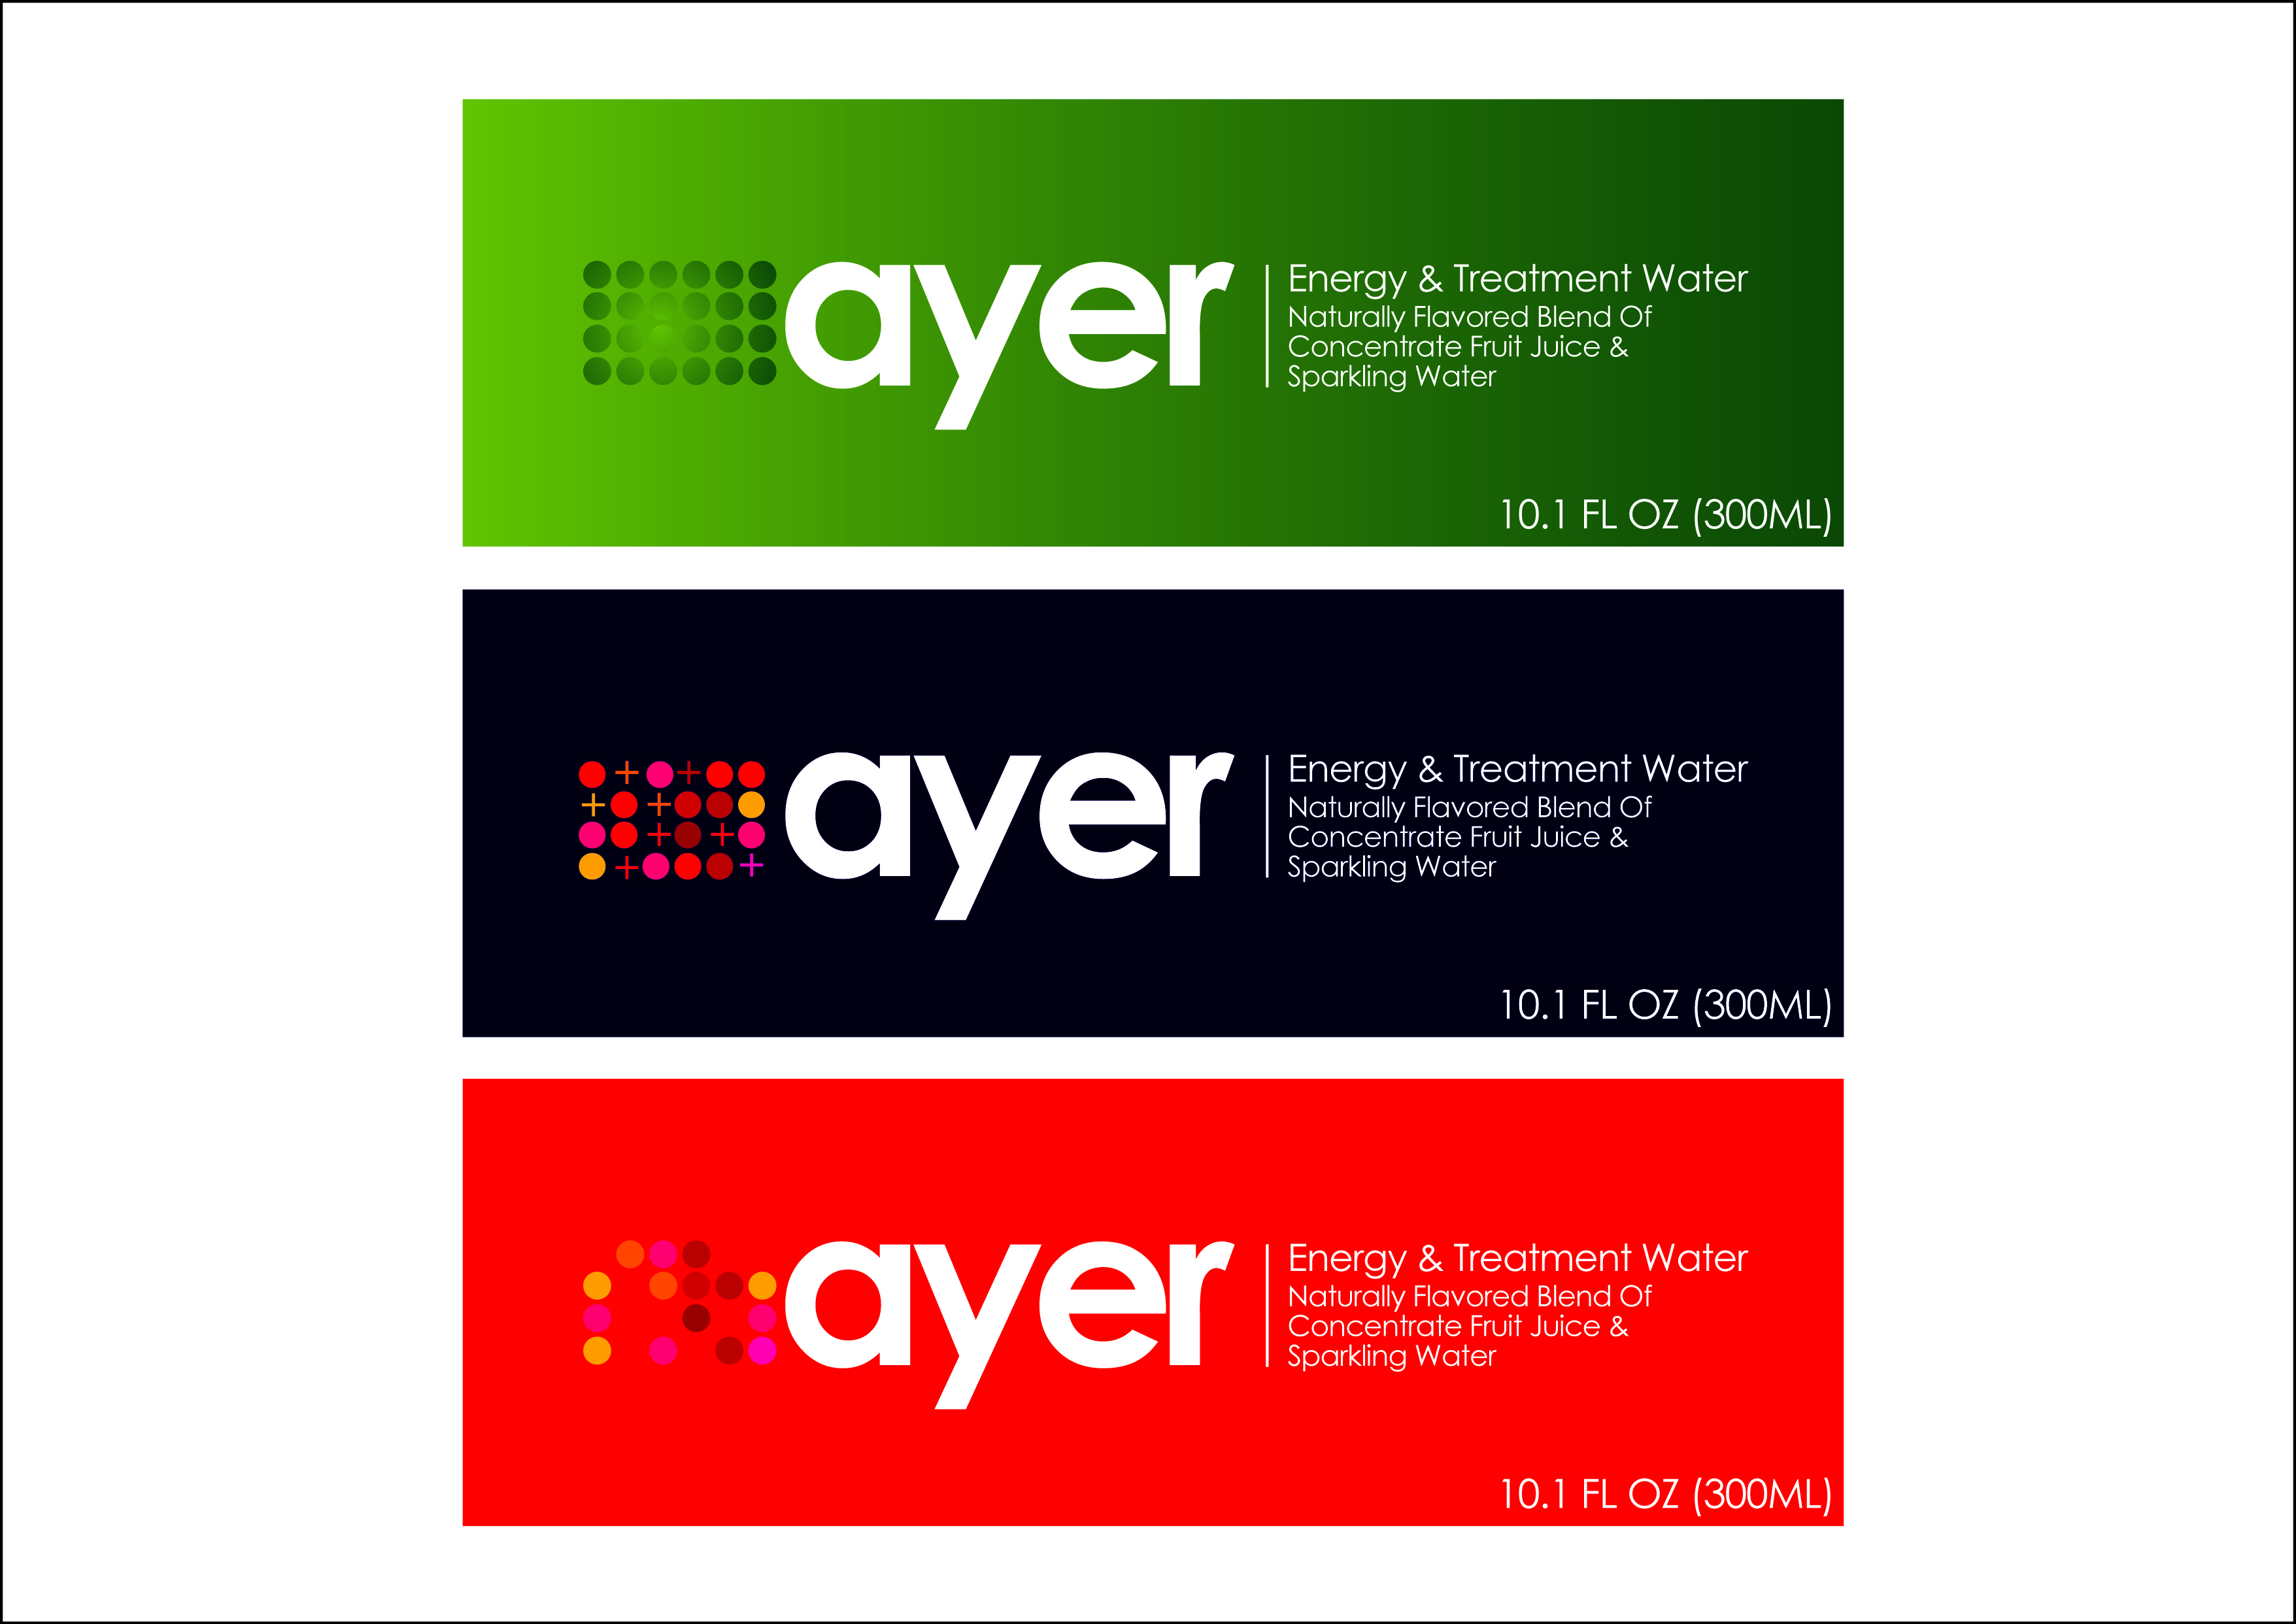 ayer
Energy & Treatment Water
Naturally Flavored Blend Of
Concentrate Fruit Juice &
Sparkling Water
10.1 FL OZ (300ML)
ayer
Energy & Treatment Water
Naturally Flavored Blend Of
Concentrate Fruit Juice &
Sparkling Water
10.1 FL OZ (300ML)
ayer
Energy & Treatment Water
Naturally Flavored Blend Of
Concentrate Fruit Juice &
Sparkling Water
10.1 FL OZ (300ML)